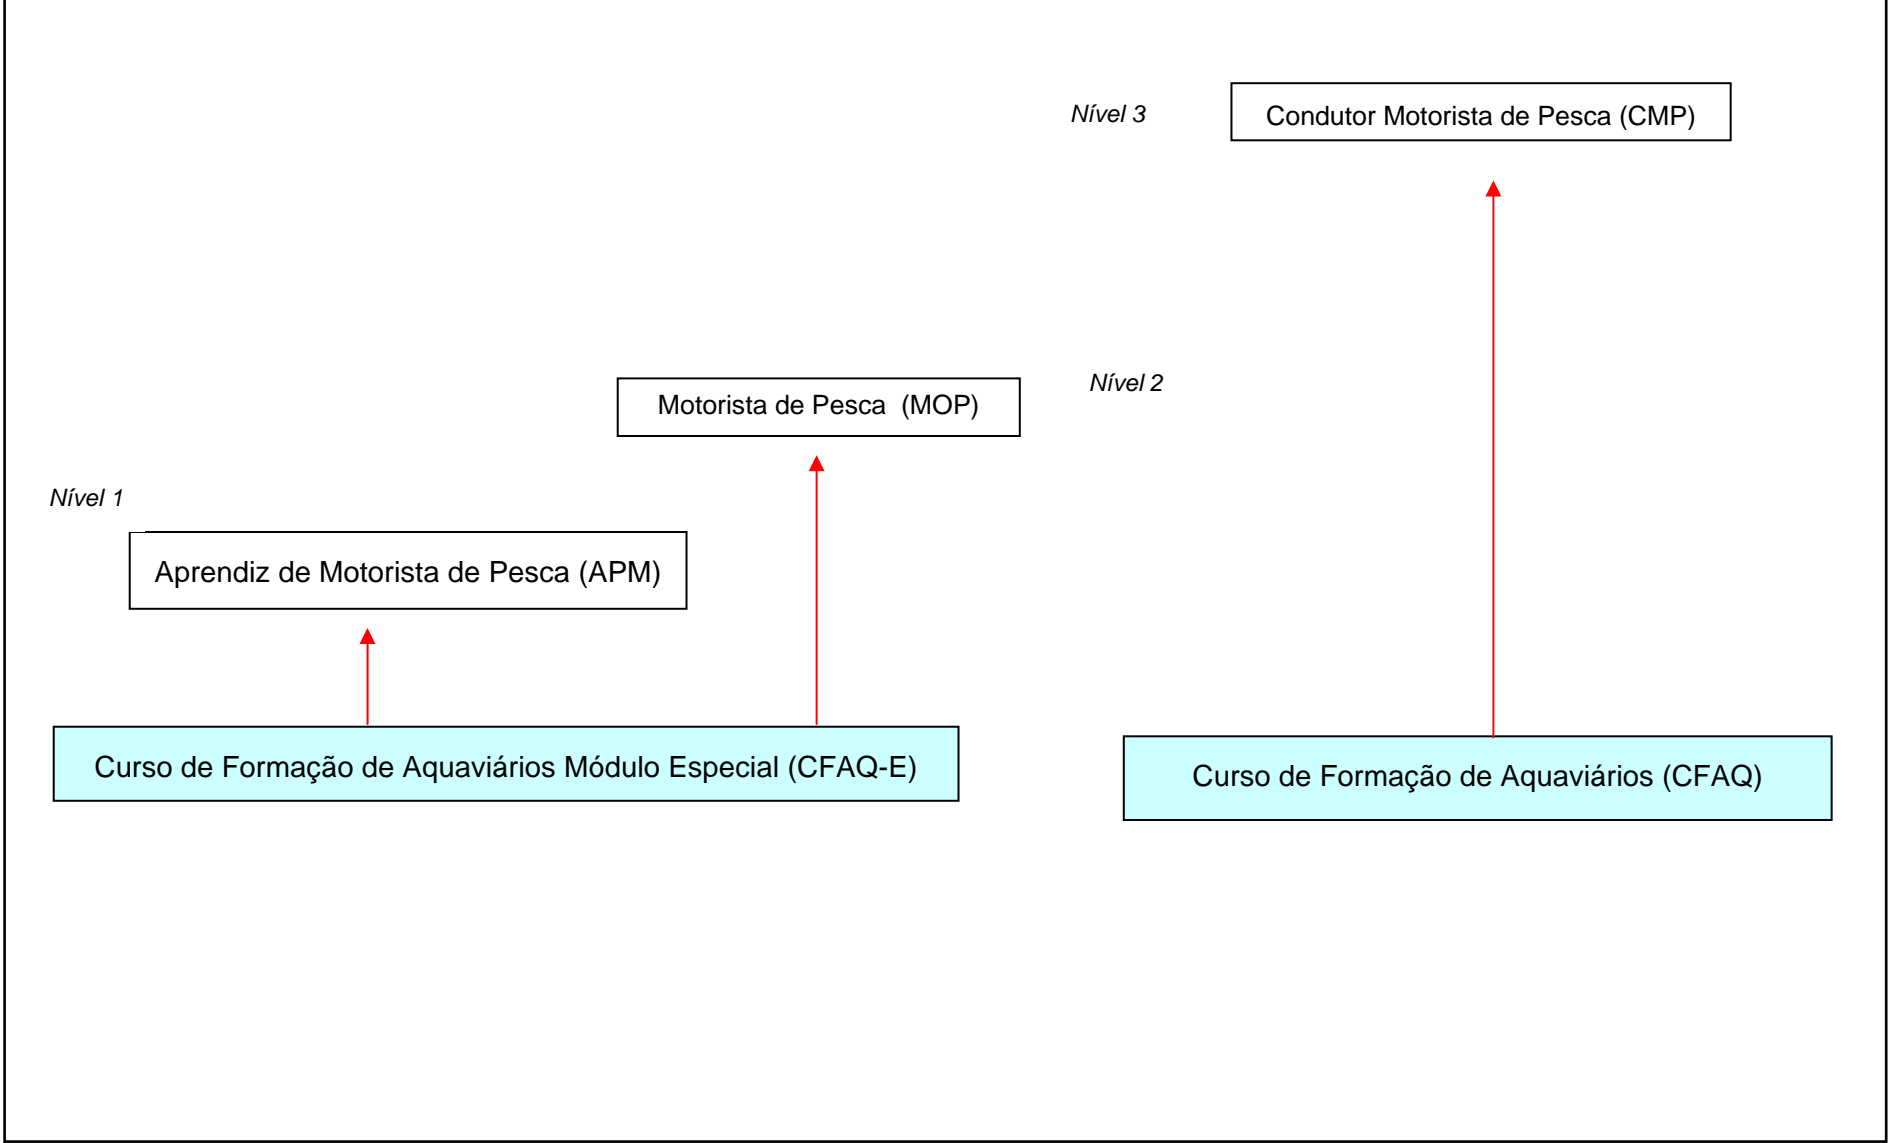 Nível 3
Condutor Motorista de Pesca (CMP)
Nível 2
Motorista de Pesca (MOP)
Nível 1
Aprendiz de Motorista de Pesca (APM)
Curso de Formação de Aquaviários Módulo Especial (CFAQ-E)
Curso de Formação de Aquaviários (CFAQ)